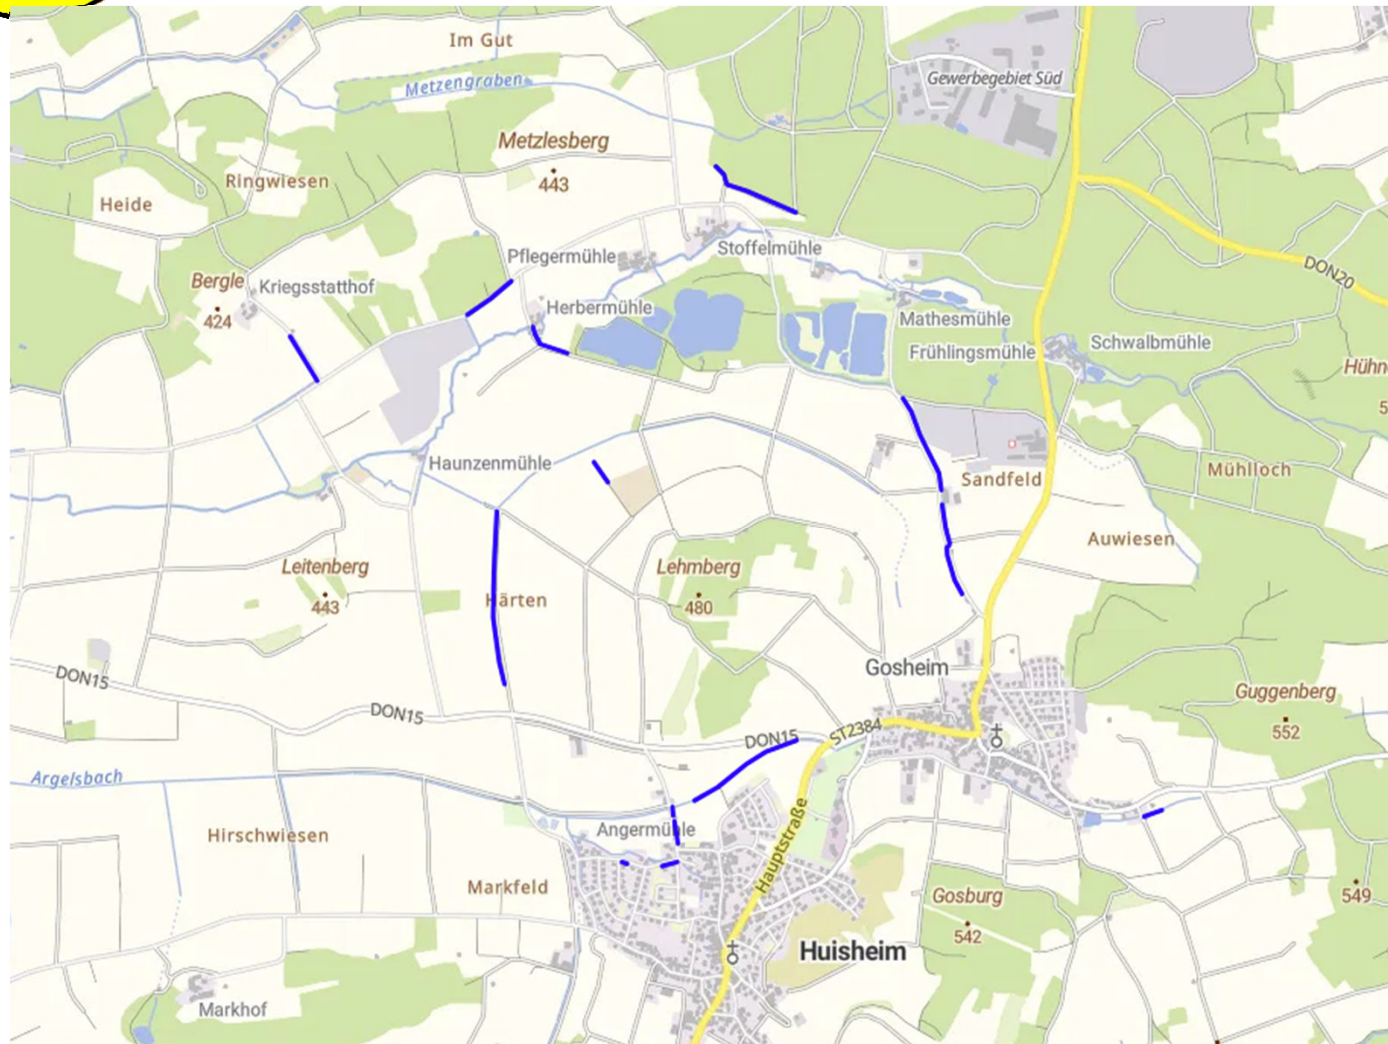 Im Gut
Metzengraben
Gewerbegebiet Süd
Metzlesberg
443
Ringwiesen
Heide
Stoffelmühle
Pflegermühle
DON20
Bergle
Kriegsstatthof
424
Herbermühle
Mathesmühle
Frühlingsmühle
Schwalbmühle
Haunzenmühle
Sandfeld
Mühlloch
Auwiesen
Leitenberg
443
Lehmberg
480
Härten
Gosheim
DON15
DON15
Guggenberg
552
DON15
ST2384
Argelsbach
Hirschwiesen
Angermühle
Hauptstraße
Markfeld
Gosburg
542
549
Huisheim
Markhof